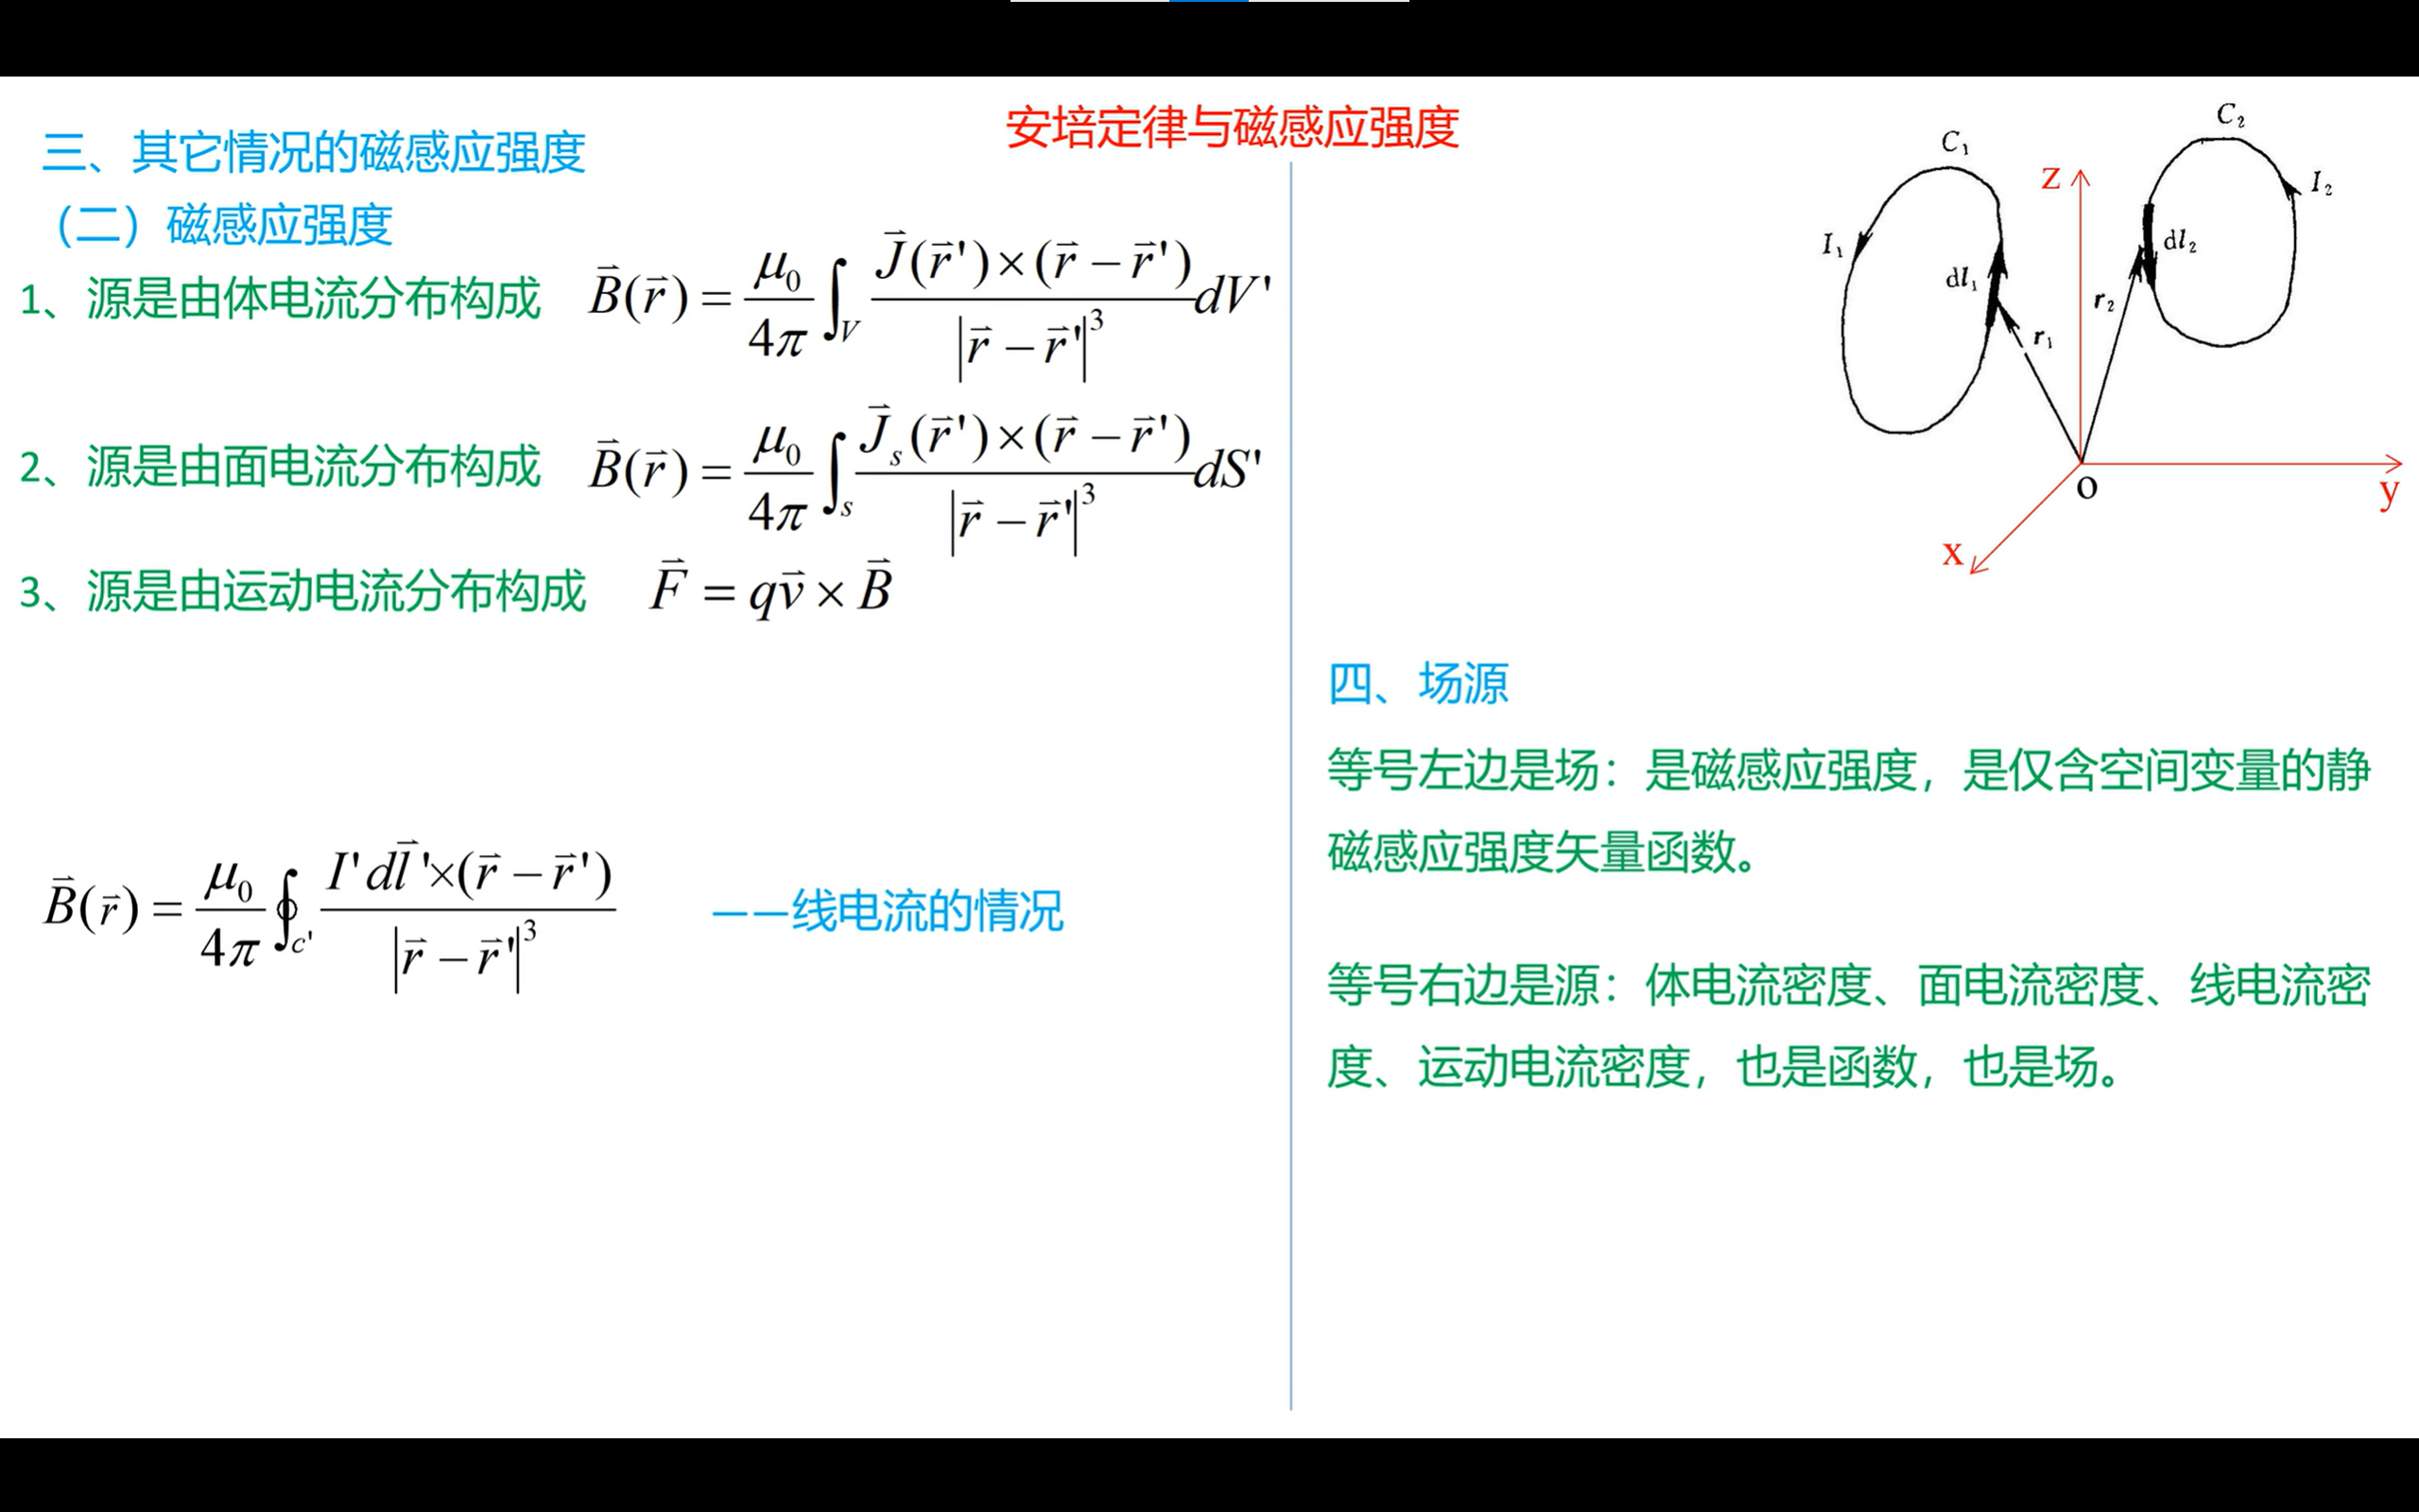 安培定律与磁感应强度
三、其它情况的磁感应强度
（二）磁感应强度
1、源是由体电流分布构成 $\vec{B}(\vec{r})=\frac{\mu_0}{4\pi}\int_V\frac{\vec{J}(\vec{r}')\times(\vec{r}-\vec{r}')}{|\vec{r}-\vec{r}'|^3}dV'$
2、源是由面电流分布构成 $\vec{B}(\vec{r})=\frac{\mu_0}{4\pi}\int_s\frac{\vec{J}_s(\vec{r}')\times(\vec{r}-\vec{r}')}{|\vec{r}-\vec{r}'|^3}dS'$
3、源是由运动电流分布构成 $\vec{F}=q\vec{v}\times\vec{B}$
$\vec{B}(\vec{r})=\frac{\mu_0}{4\pi}\oint_{c'}\frac{I'd\vec{l}'\times(\vec{r}-\vec{r}')}{|\vec{r}-\vec{r}'|^3}$ ——线电流的情况
C₁
C₂
z
I₁
I₂
dl₁
dl₂
r₁
r₂
o
y
x
四、场源
等号左边是场：是磁感应强度，是仅含空间变量的静
磁感应强度矢量函数。
等号右边是源：体电流密度、面电流密度、线电流密
度、运动电流密度，也是函数，也是场。